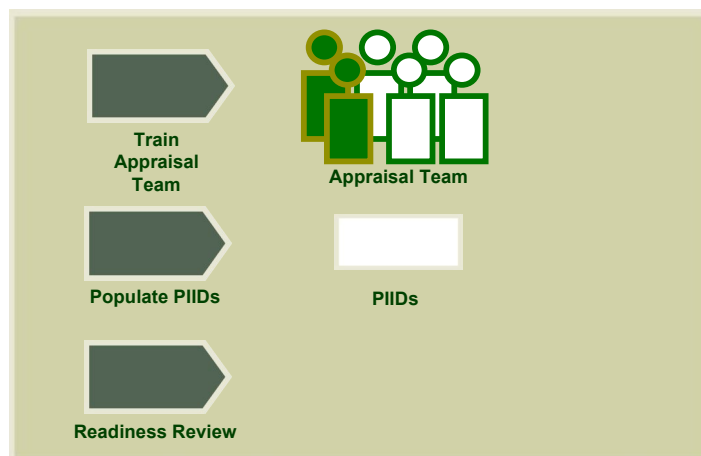 Train
Appraisal
Team
Appraisal Team
Populate PIIDs
PIIDs
Readiness Review